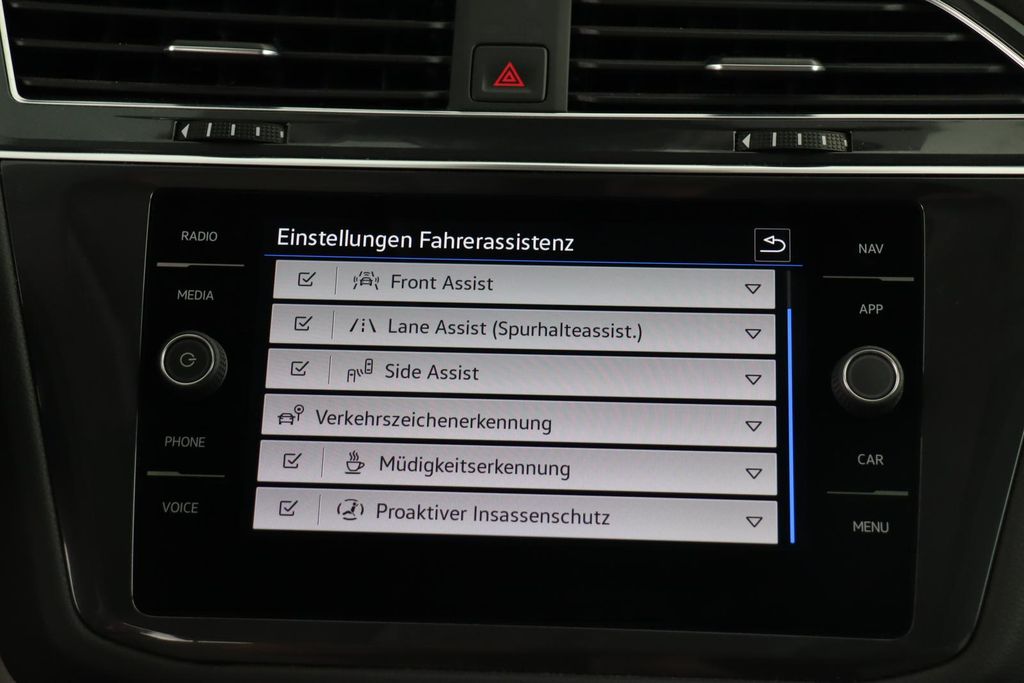 Einstellungen Fahrerassistenz
Front Assist
Lane Assist (Spurhalteassist.)
Side Assist
Verkehrszeichenerkennung
Müdigkeitserkennung
Proaktiver Insassenschutz
RADIO
MEDIA
PHONE
VOICE
NAV
APP
CAR
MENU